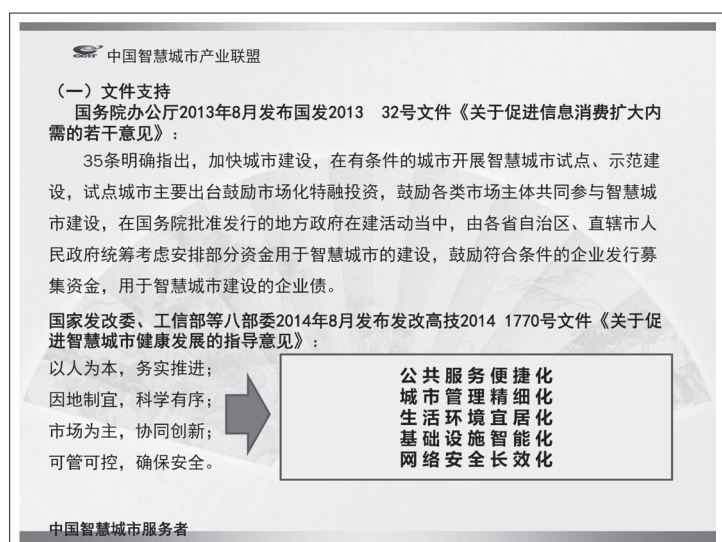 中国智慧城市产业联盟
（一）文件支持
国务院办公厅2013年8月发布国发2013 32号文件《关于促进信息消费扩大内
需的若干意见》：
35条明确指出，加快城市建设，在有条件的城市开展智慧城市试点、示范建
设，试点城市主要出台鼓励市场化特融投资，鼓励各类市场主体共同参与智慧城
市建设，在国务院批准发行的地方政府在建活动当中，由各省自治区、直辖市人
民政府统筹考虑安排部分资金用于智慧城市的建设，鼓励符合条件的企业发行募
集资金，用于智慧城市建设的企业债。
国家发改委、工信部等八部委2014年8月发布发改高技2014 1770号文件《关于促
进智慧城市健康发展的指导意见》：
以人为本，务实推进；
因地制宜，科学有序；
市场为主，协同创新；
可管可控，确保安全。
公共服务便捷化
城市管理精细化
生活环境宜居化
基础设施智能化
网络安全长效化
中国智慧城市服务者